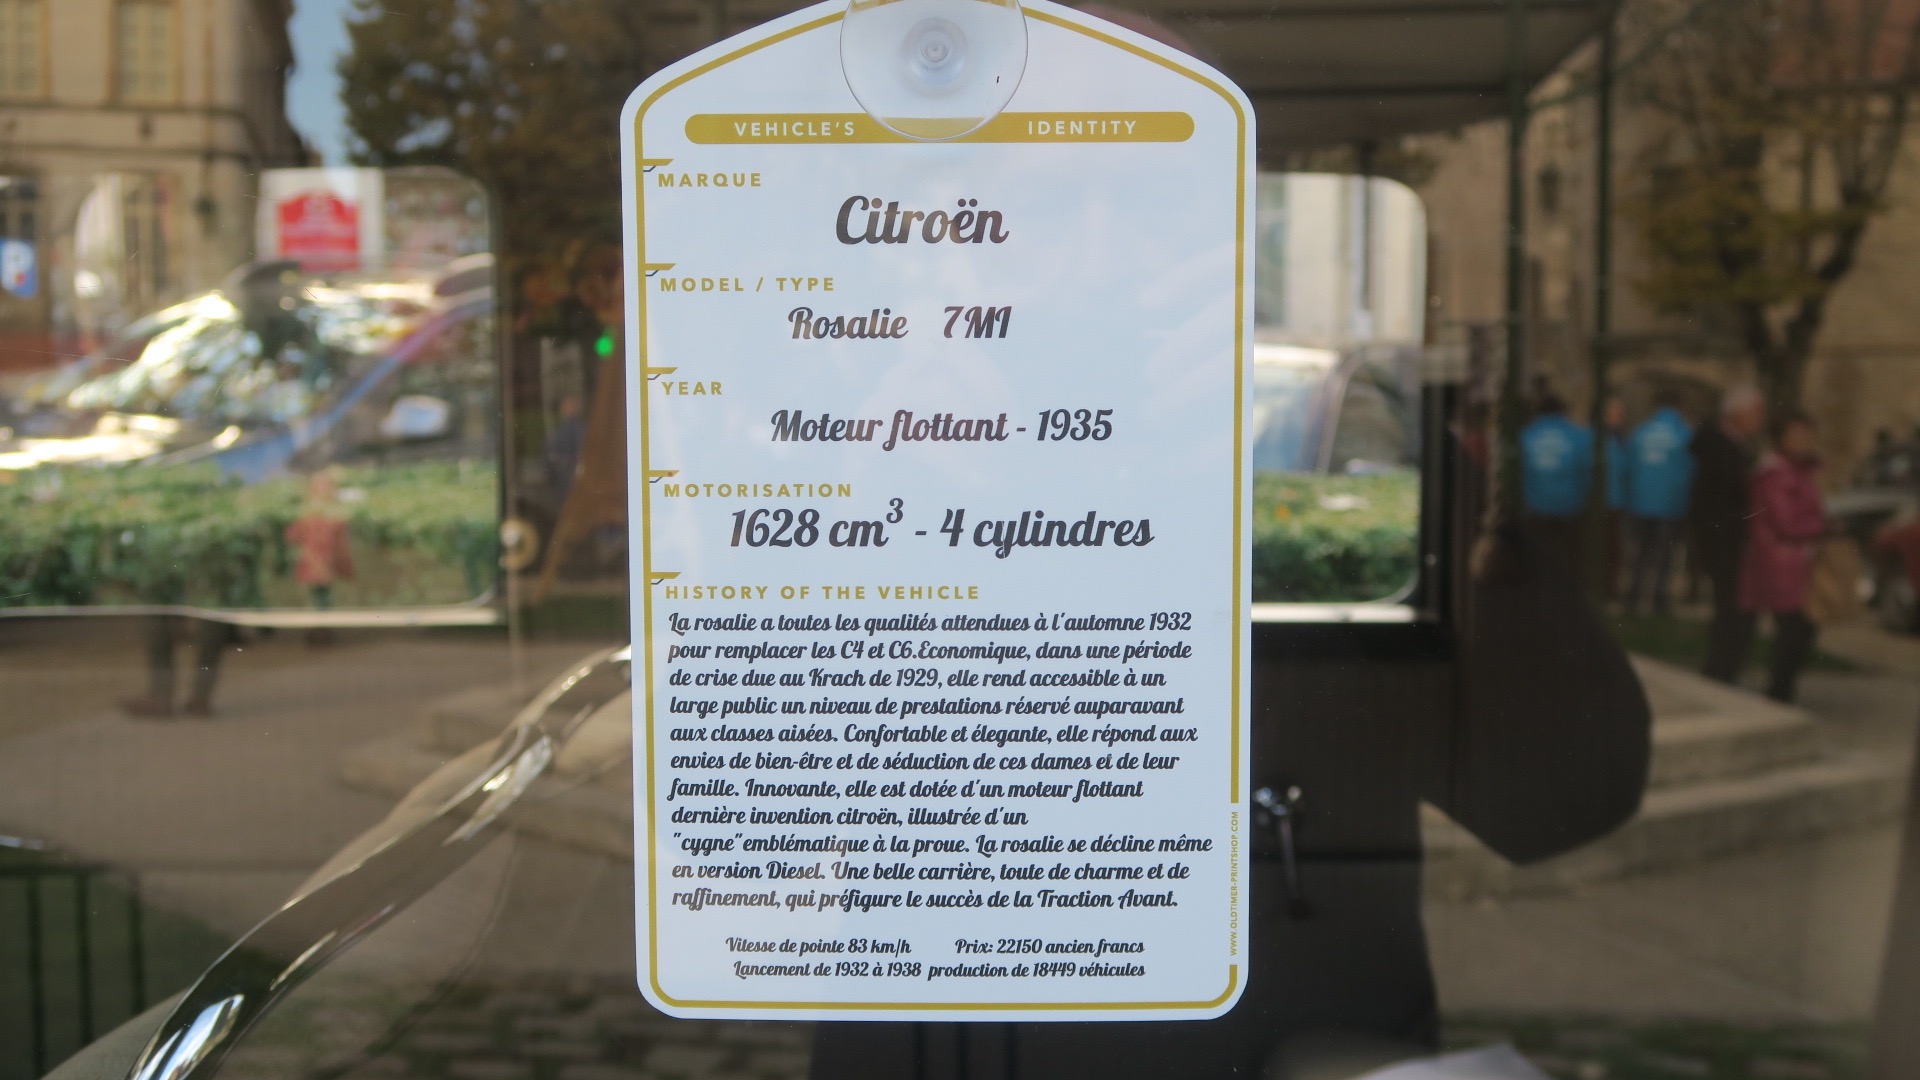 VEHICLE'S IDENTITY
MARQUE
Citroën
MODEL / TYPE
Rosalie 7MI
YEAR
Moteur flottant - 1935
MOTORISATION
1628 cm³ - 4 cylindres
HISTORY OF THE VEHICLE
La rosalie a toutes les qualités attendues à l'automne 1932
pour remplacer les C4 et C6.Economique, dans une période
de crise due au Krach de 1929, elle rend accessible à un
large public un niveau de prestations réservé auparavant
aux classes aisées. Confortable et élegante, elle répond aux
envies de bien-être et de séduction de ces dames et de leur
famille. Innovante, elle est dotée d'un moteur flottant
dernière invention citroën, illustrée d'un
"cygne"emblématique à la proue. La rosalie se décline même
en version Diesel. Une belle carrière, toute de charme et de
raffinement, qui préfigure le succès de la Traction Avant.
Vitesse de pointe 83 km/h Prix: 22150 ancien francs
Lancement de 1932 à 1938 production de 18449 véhicules
WWW.OLDTIMER-PRINTSHOP.COM
P